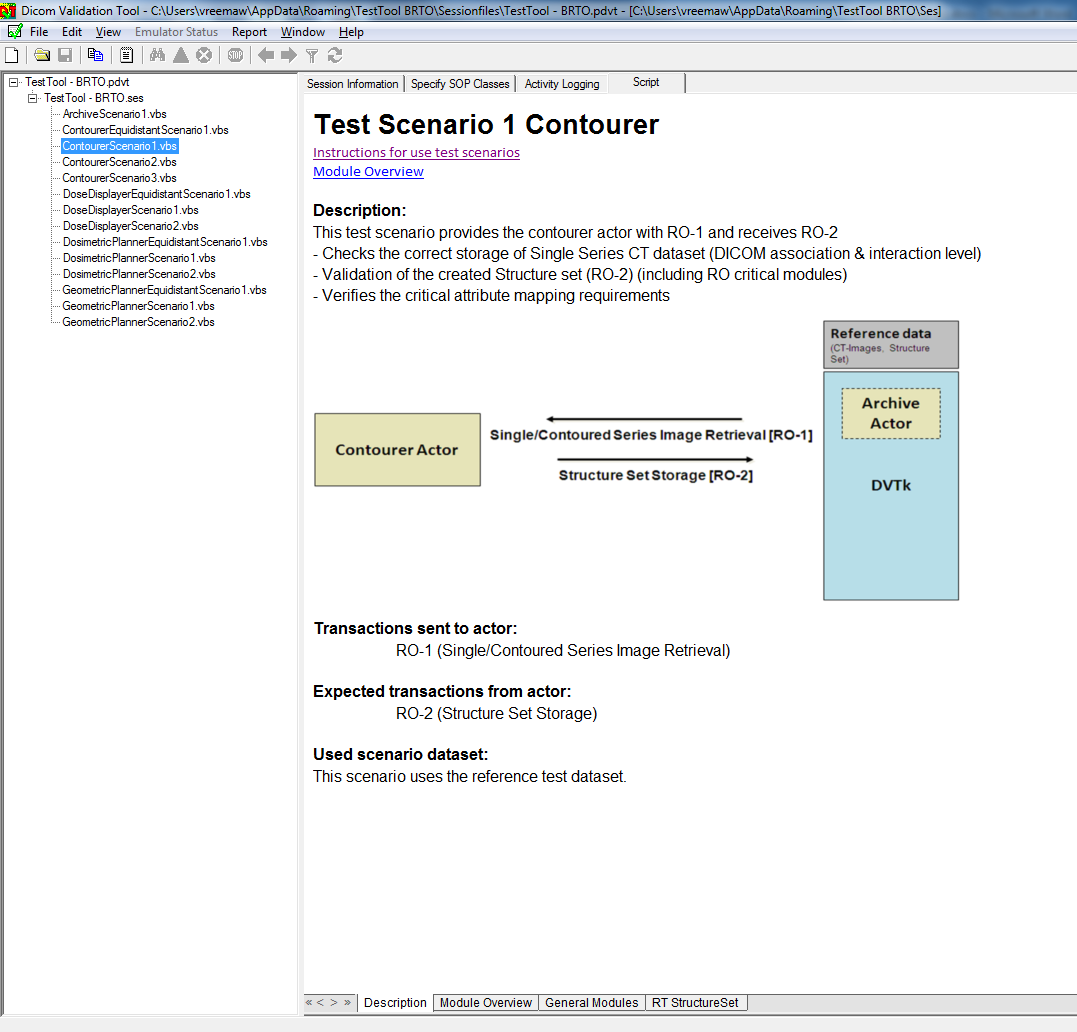 Dicom Validation Tool - C:\Users\vreemaw\AppData\Roaming\TestTool BRTO\Sessionfiles\TestTool - BRTO.pdvt - [C:\Users\vreemaw\AppData\Roaming\TestTool BRTO\Ses]
File Edit View Emulator Status Report Window Help
STOP
TestTool - BRTO.pdvt
TestTool - BRTO.ses
ArchiveScenario1.vbs
ContourerEquidistantScenario1.vbs
ContourerScenario1.vbs
ContourerScenario2.vbs
ContourerScenario3.vbs
DoseDisplayerEquidistantScenario1.vbs
DoseDisplayerScenario1.vbs
DoseDisplayerScenario2.vbs
DosimetricPlannerEquidistantScenario1.vbs
DosimetricPlannerScenario1.vbs
DosimetricPlannerScenario2.vbs
GeometricPlannerEquidistantScenario1.vbs
GeometricPlannerScenario1.vbs
GeometricPlannerScenario2.vbs
Session Information Specify SOP Classes Activity Logging Script
Test Scenario 1 Contourer
Instructions for use test scenarios
Module Overview
Description:
This test scenario provides the contourer actor with RO-1 and receives RO-2
- Checks the correct storage of Single Series CT dataset (DICOM association & interaction level)
- Validation of the created Structure set (RO-2) (including RO critical modules)
- Verifies the critical attribute mapping requirements
Reference data
(CT-Images, Structure
Set)
Archive
Actor
DVTk
Contourer Actor
Single/Contoured Series Image Retrieval [RO-1]
Structure Set Storage [RO-2]
Transactions sent to actor:
RO-1 (Single/Contoured Series Image Retrieval)
Expected transactions from actor:
RO-2 (Structure Set Storage)
Used scenario dataset:
This scenario uses the reference test dataset.
« < > » Description Module Overview General Modules RT StructureSet